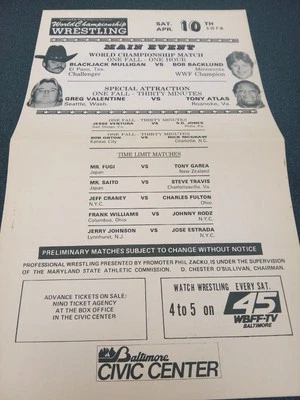 World Championship
WRESTLING
SAT.
APR. 10TH
MAIN EVENT
WORLD CHAMPIONSHIP MATCH
ONE FALL - ONE HOUR
BLACKJACK MULLIGAN VS BOB BACKLUND
El Paso, Tex. Minnesota
Challenger WWF Champion
SPECIAL ATTRACTION
ONE FALL - THIRTY MINUTES
GREG VALENTINE VS TONY ATLAS
Seattle, Wash. Roanoke, Va.
ONE FALL - THIRTY MINUTES
JESSE VENTURA VS S.D. JONES
ONE FALL - THIRTY MINUTES
BOB ORTON VS
Kansas City Charlotte, N.C.
TIME LIMIT MATCHES
MR. FUGI VS TONY GAREA
Japan New Zealand
MR. SAITO VS STEVE TRAVIS
Japan Charlottesville, Va.
JEFF CRANEY VS CHARLES FULTON
N.Y.C. Ohio
FRANK WILLIAMS VS JOHNNY RODZ
Columbus, Ohio N.Y.C.
JERRY JOHNSON VS JOSE ESTRADA
Lynnhurst, N.J. N.Y.C.
PRELIMINARY MATCHES SUBJECT TO CHANGE WITHOUT NOTICE
PROFESSIONAL WRESTLING PRESENTED BY PROMOTER PHIL ZACKO, IS UNDER THE SUPERVISION
OF THE MARYLAND STATE ATHLETIC COMMISSION. D. CHESTER O'SULLIVAN, CHAIRMAN.
ADVANCE TICKETS ON SALE:
NINO TICKET AGENCY
AT THE BOX OFFICE
IN THE CIVIC CENTER
WATCH WRESTLING EVERY SAT.
4 to 5 on 45
WBFF-TV
BALTIMORE
Baltimore
CIVIC CENTER